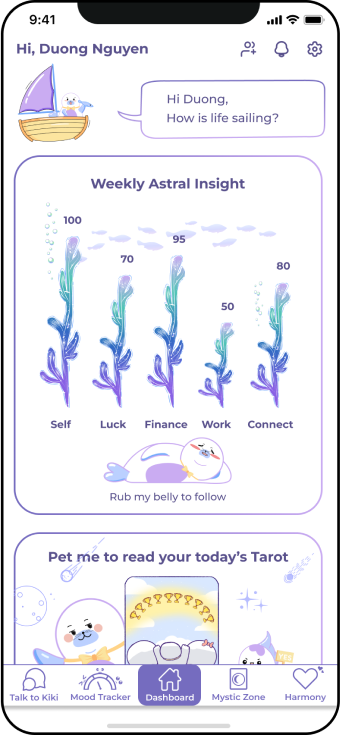 9:41
Hi, Duong Nguyen
Hi Duong,
How is life sailing?
Weekly Astral Insight
100
95
70
80
50
Self Luck Finance Work Connect
Rub my belly to follow
Pet me to read your today’s Tarot
Talk to Kiki Mood Tracker Dashboard Mystic Zone Harmony